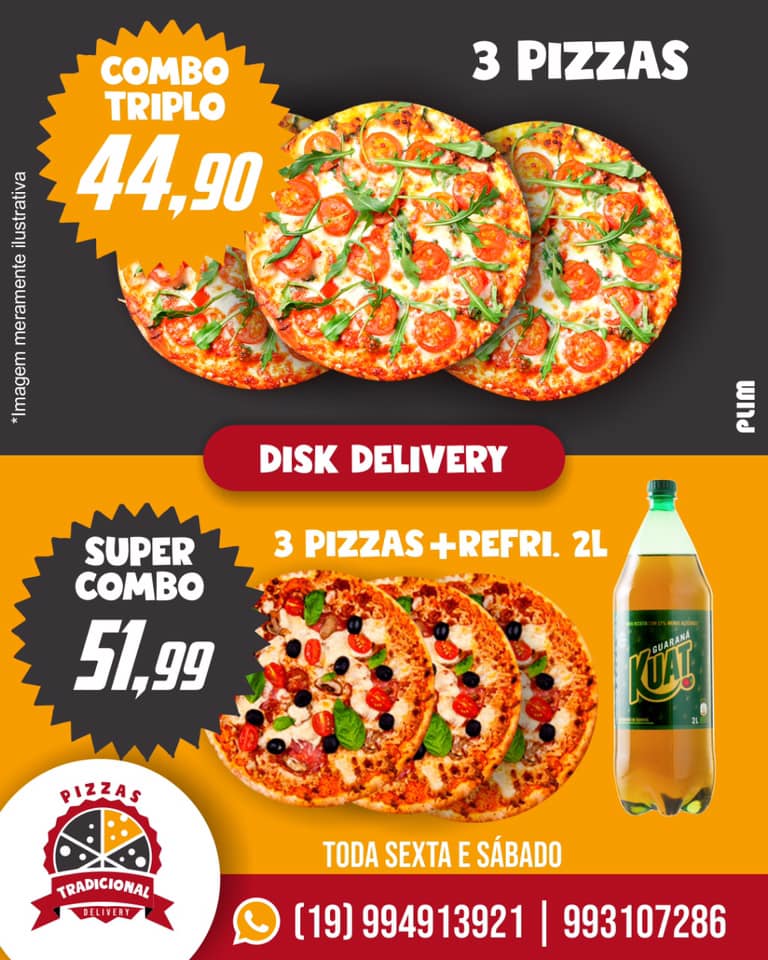 COMBO
TRIPLO
44,90
3 PIZZAS
*Imagem meramente ilustrativa
PLIM
DISK DELIVERY
SUPER
COMBO
51,99
3 PIZZAS+REFRI. 2L
GUARANÁ
KUAT
2L
TODA SEXTA E SÁBADO
PIZZAS
TRADICIONAL
DELIVERY
(19) 994913921 | 993107286